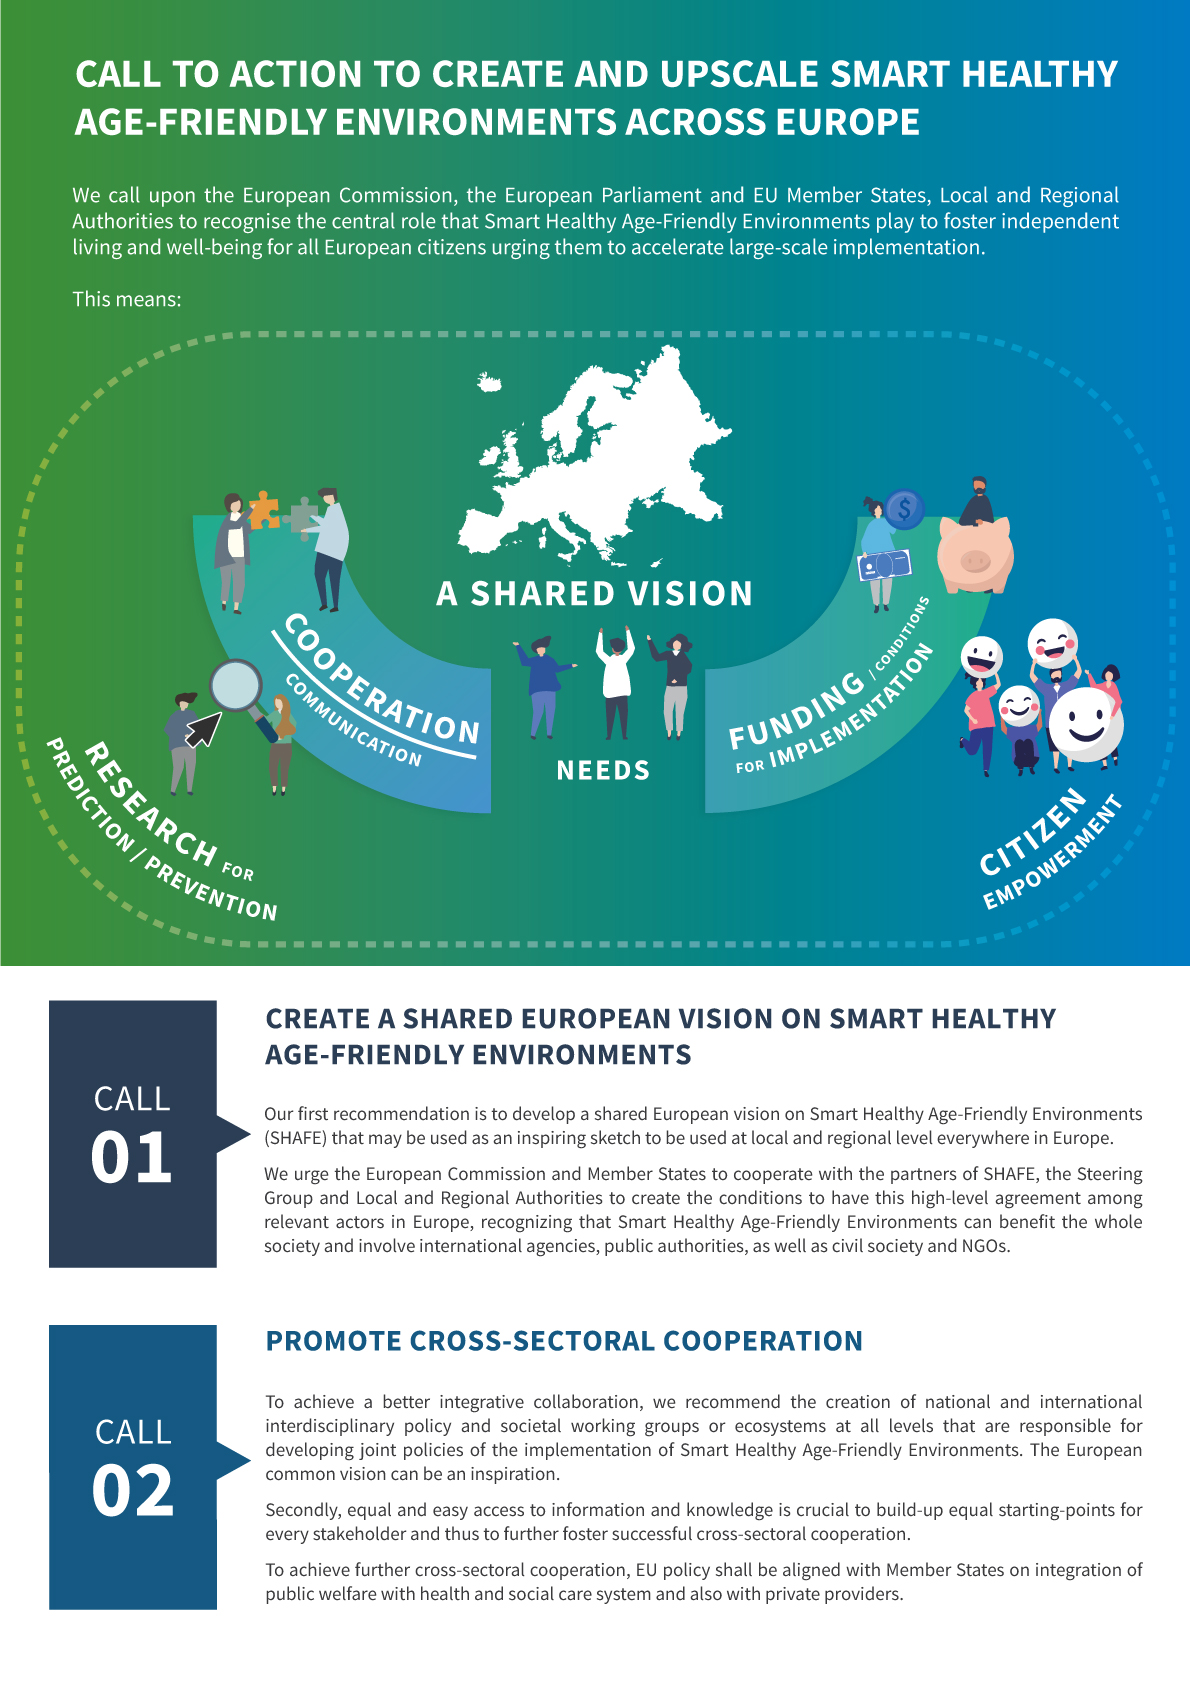 CALL TO ACTION TO CREATE AND UPSCALE SMART HEALTHY
AGE-FRIENDLY ENVIRONMENTS ACROSS EUROPE
We call upon the European Commission, the European Parliament and EU Member States, Local and Regional
Authorities to recognise the central role that Smart Healthy Age-Friendly Environments play to foster independent
living and well-being for all European citizens urging them to accelerate large-scale implementation.
This means:
$
A SHARED VISION
COOPERATION
COMMUNICATION
NEEDS
FUNDING / CONDITIONS
FOR IMPLEMENTATION
RESEARCH FOR
PREDICTION / PREVENTION
CITIZEN
EMPOWERMENT
CALL
01
CREATE A SHARED EUROPEAN VISION ON SMART HEALTHY
AGE-FRIENDLY ENVIRONMENTS
Our first recommendation is to develop a shared European vision on Smart Healthy Age-Friendly Environments
(SHAFE) that may be used as an inspiring sketch to be used at local and regional level everywhere in Europe.
We urge the European Commission and Member States to cooperate with the partners of SHAFE, the Steering
Group and Local and Regional Authorities to create the conditions to have this high-level agreement among
relevant actors in Europe, recognizing that Smart Healthy Age-Friendly Environments can benefit the whole
society and involve international agencies, public authorities, as well as civil society and NGOs.
CALL
02
PROMOTE CROSS-SECTORAL COOPERATION
To achieve a better integrative collaboration, we recommend the creation of national and international
interdisciplinary policy and societal working groups or ecosystems at all levels that are responsible for
developing joint policies of the implementation of Smart Healthy Age-Friendly Environments. The European
common vision can be an inspiration.
Secondly, equal and easy access to information and knowledge is crucial to build-up equal starting-points for
every stakeholder and thus to further foster successful cross-sectoral cooperation.
To achieve further cross-sectoral cooperation, EU policy shall be aligned with Member States on integration of
public welfare with health and social care system and also with private providers.